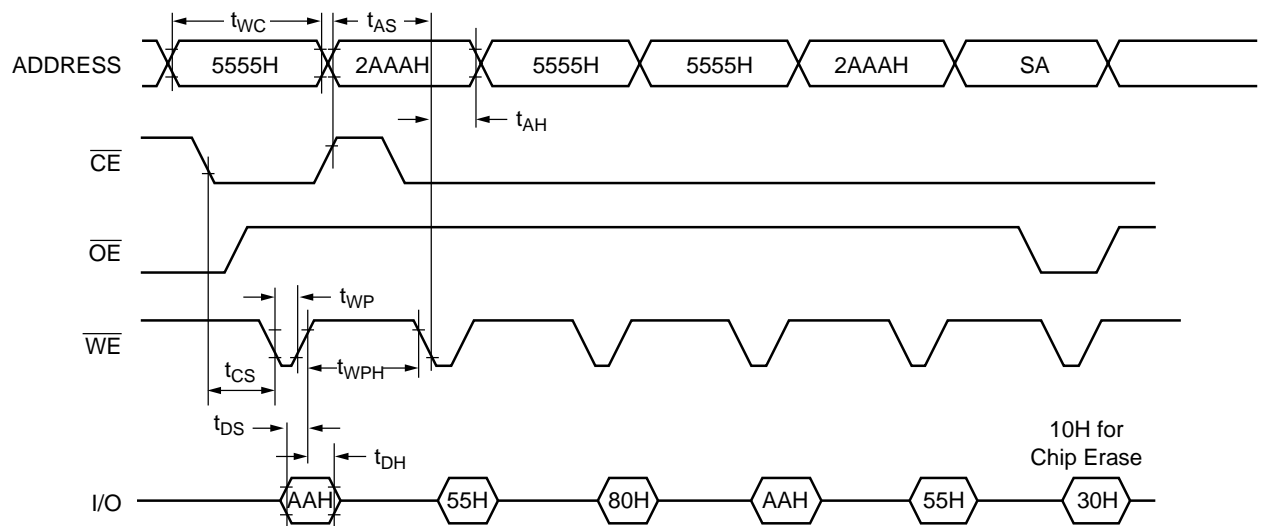 tWC
tAS
ADDRESS
5555H
2AAAH
5555H
5555H
2AAAH
SA
tAH
CE
OE
tWP
WE
tCS
tWPH
tDS
tDH
10H for
Chip Erase
I/O
AAH
55H
80H
AAH
55H
30H